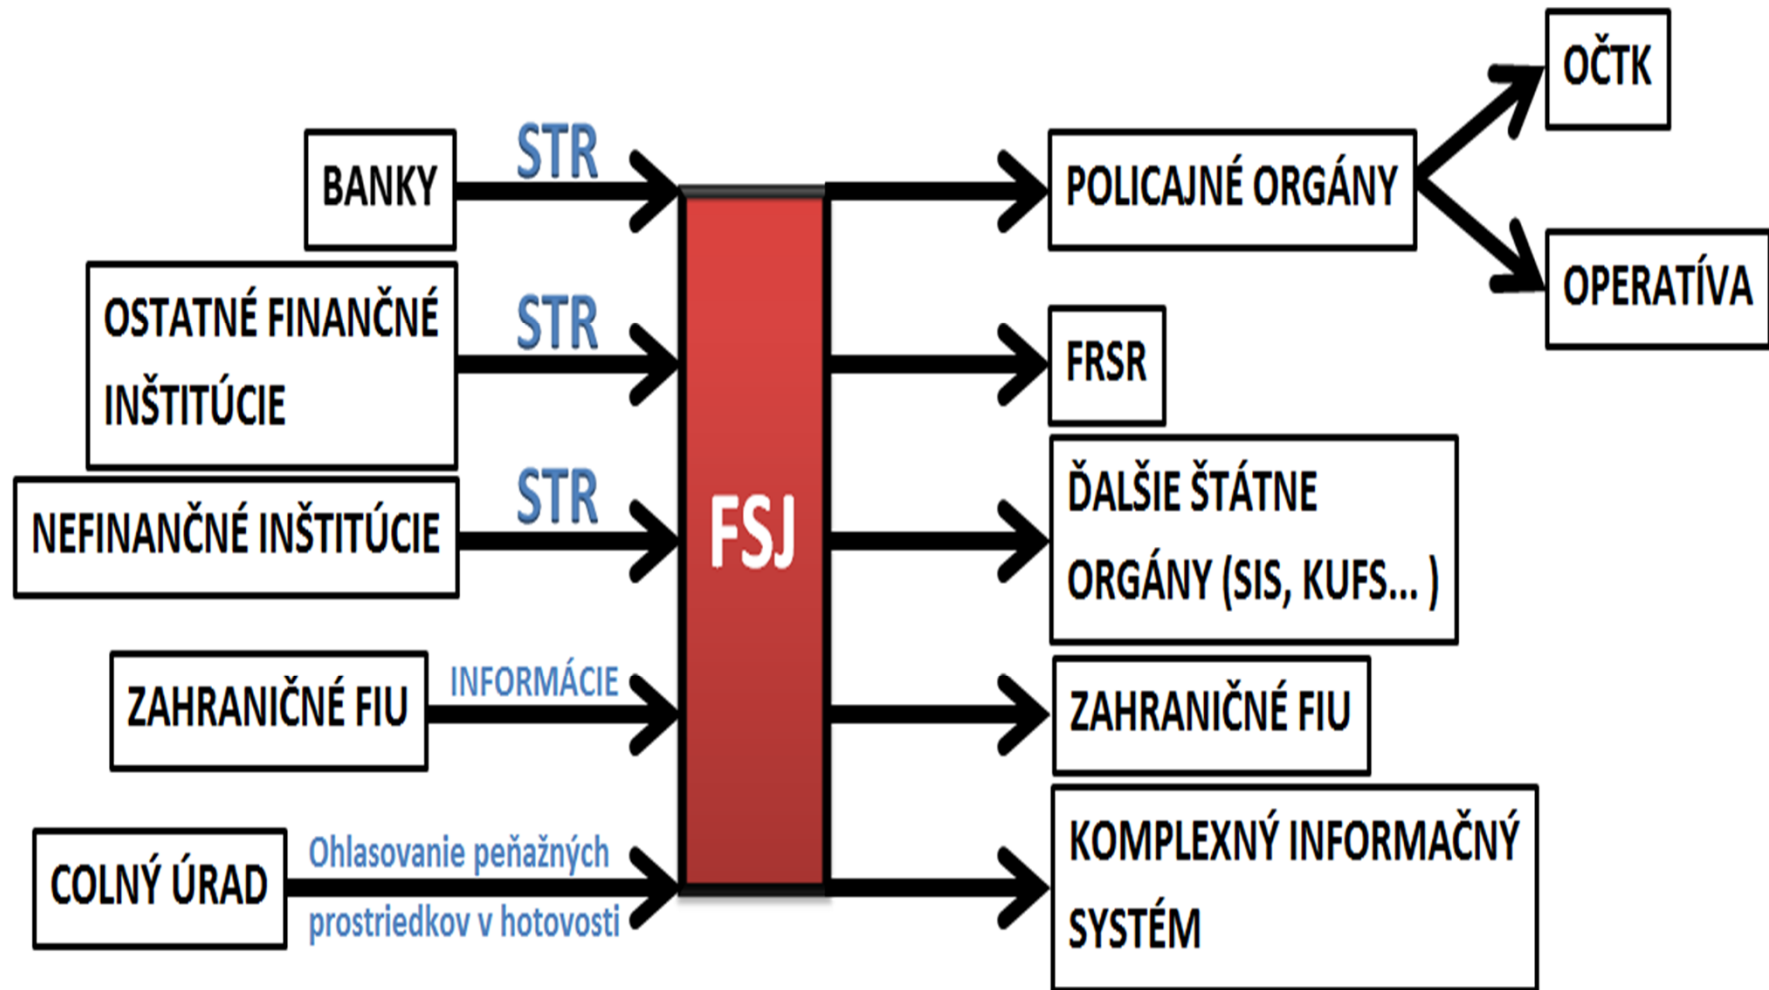 BANKY
STR
OSTATNÉ FINANČNÉ
INŠTITÚCIE
STR
NEFINANČNÉ INŠTITÚCIE
STR
ZAHRANIČNÉ FIU
INFORMÁCIE
COLNÝ ÚRAD
Ohlasovanie peňažných
prostriedkov v hotovosti
FSJ
POLICAJNÉ ORGÁNY
OČTK
OPERATÍVA
FRSR
ĎALŠIE ŠTÁTNE
ORGÁNY (SIS, KUFS... )
ZAHRANIČNÉ FIU
KOMPLEXNÝ INFORMAČNÝ
SYSTÉM